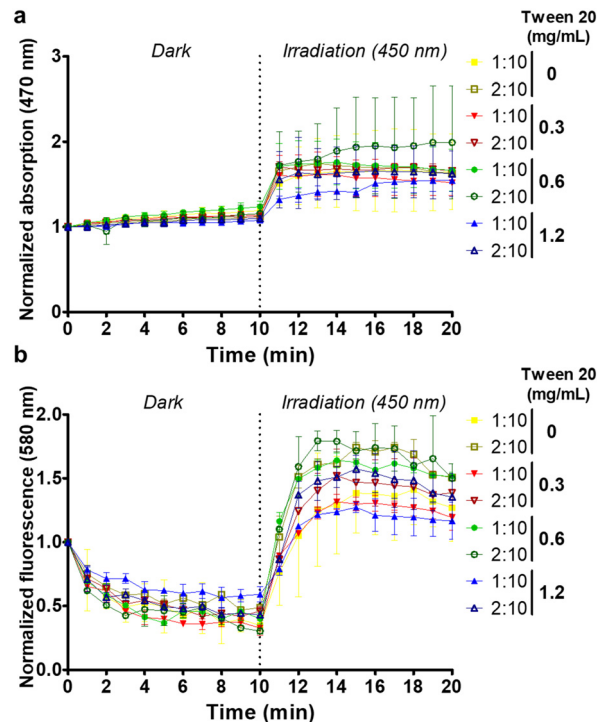 a
Tween 20
(mg/mL)
Dark
Irradiation (450 nm)
Normalized absorption (470 nm)
3
2
1
0
0 2 4 6 8 10 12 14 16 18 20
Time (min)
1:10
2:10
0
1:10
2:10
0.3
1:10
2:10
0.6
1:10
2:10
1.2
b
Tween 20
(mg/mL)
Dark
Irradiation (450 nm)
Normalized fluorescence (580 nm)
2.0
1.5
1.0
0.5
0.0
0 2 4 6 8 10 12 14 16 18 20
Time (min)
1:10
2:10
0
1:10
2:10
0.3
1:10
2:10
0.6
1:10
2:10
1.2